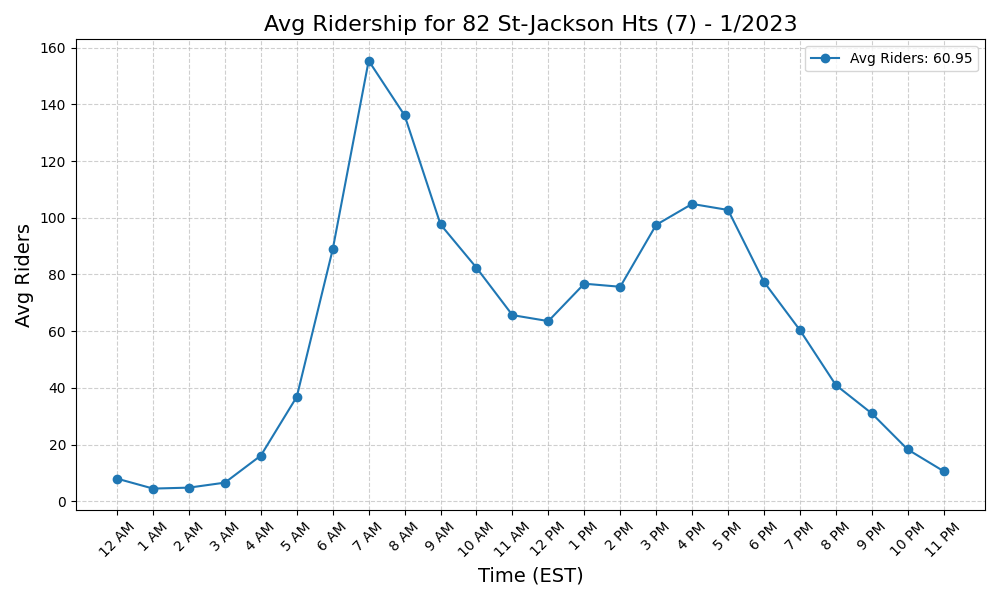 Avg Ridership for 82 St-Jackson Hts (7) - 1/2023
Avg Riders: 60.95
Avg Riders
160
140
120
100
80
60
40
20
0
12 AM
1 AM
2 AM
3 AM
4 AM
5 AM
6 AM
7 AM
8 AM
9 AM
10 AM
11 AM
12 PM
1 PM
2 PM
3 PM
4 PM
5 PM
6 PM
7 PM
8 PM
9 PM
10 PM
11 PM
Time (EST)